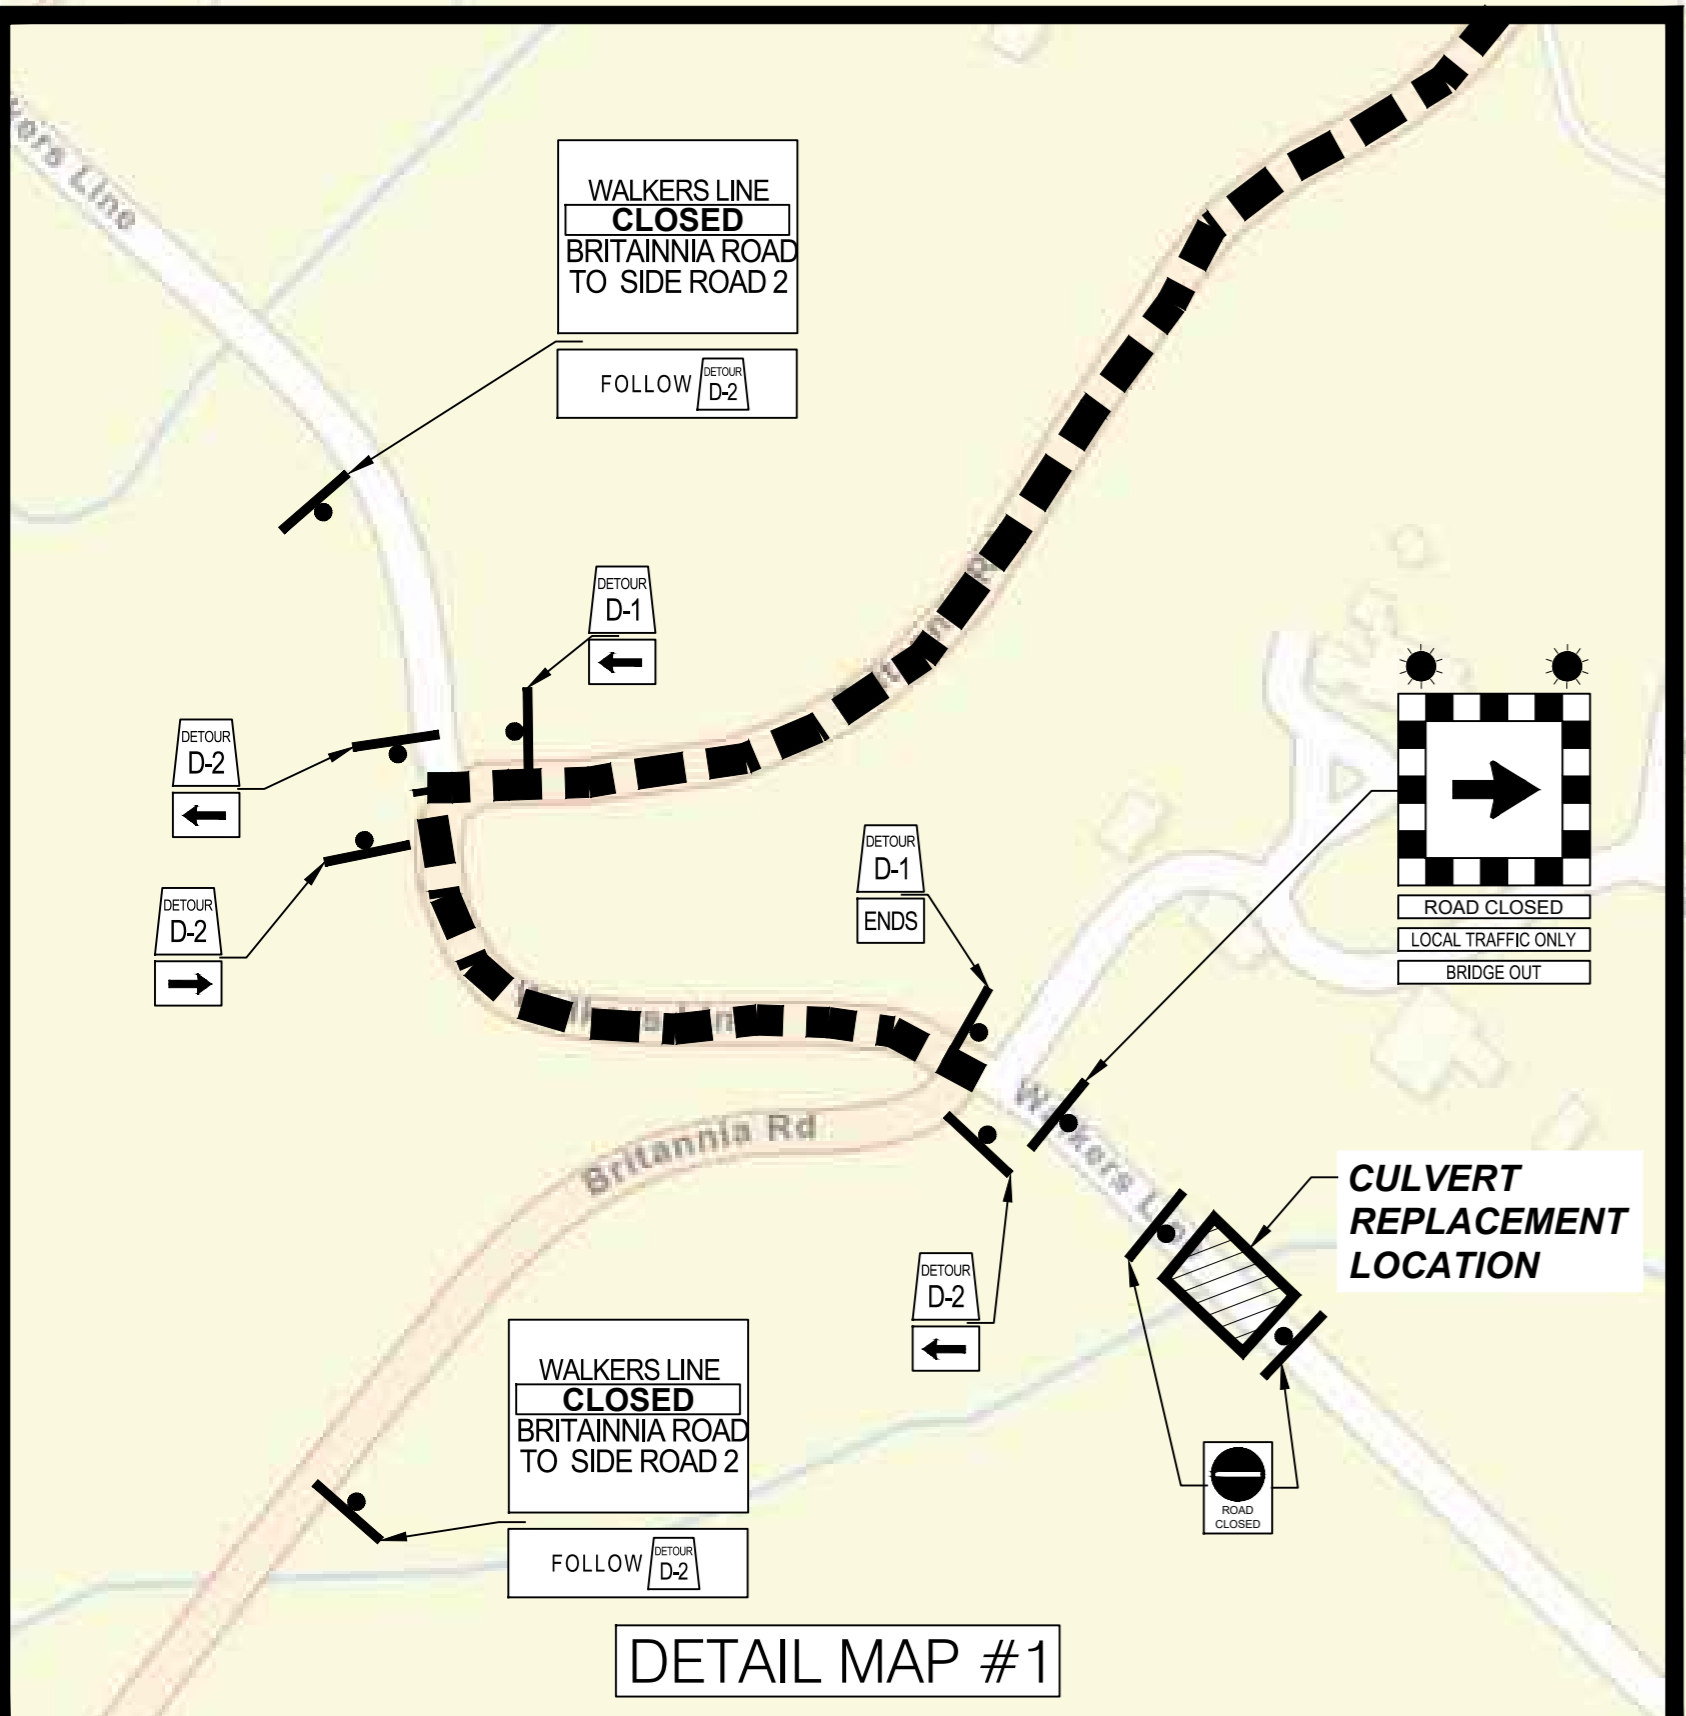 kers Line
WALKERS LINE
CLOSED
BRITAINNIA ROAD
TO SIDE ROAD 2
FOLLOW DETOUR D-2
DETOUR
D-1
DETOUR
D-2
DETOUR
D-2
DETOUR
D-1
ENDS
ROAD CLOSED
LOCAL TRAFFIC ONLY
BRIDGE OUT
Britannia Rd
Walkers Lin
CULVERT
REPLACEMENT
LOCATION
DETOUR
D-2
WALKERS LINE
CLOSED
BRITAINNIA ROAD
TO SIDE ROAD 2
FOLLOW DETOUR D-2
ROAD
CLOSED
DETAIL MAP #1